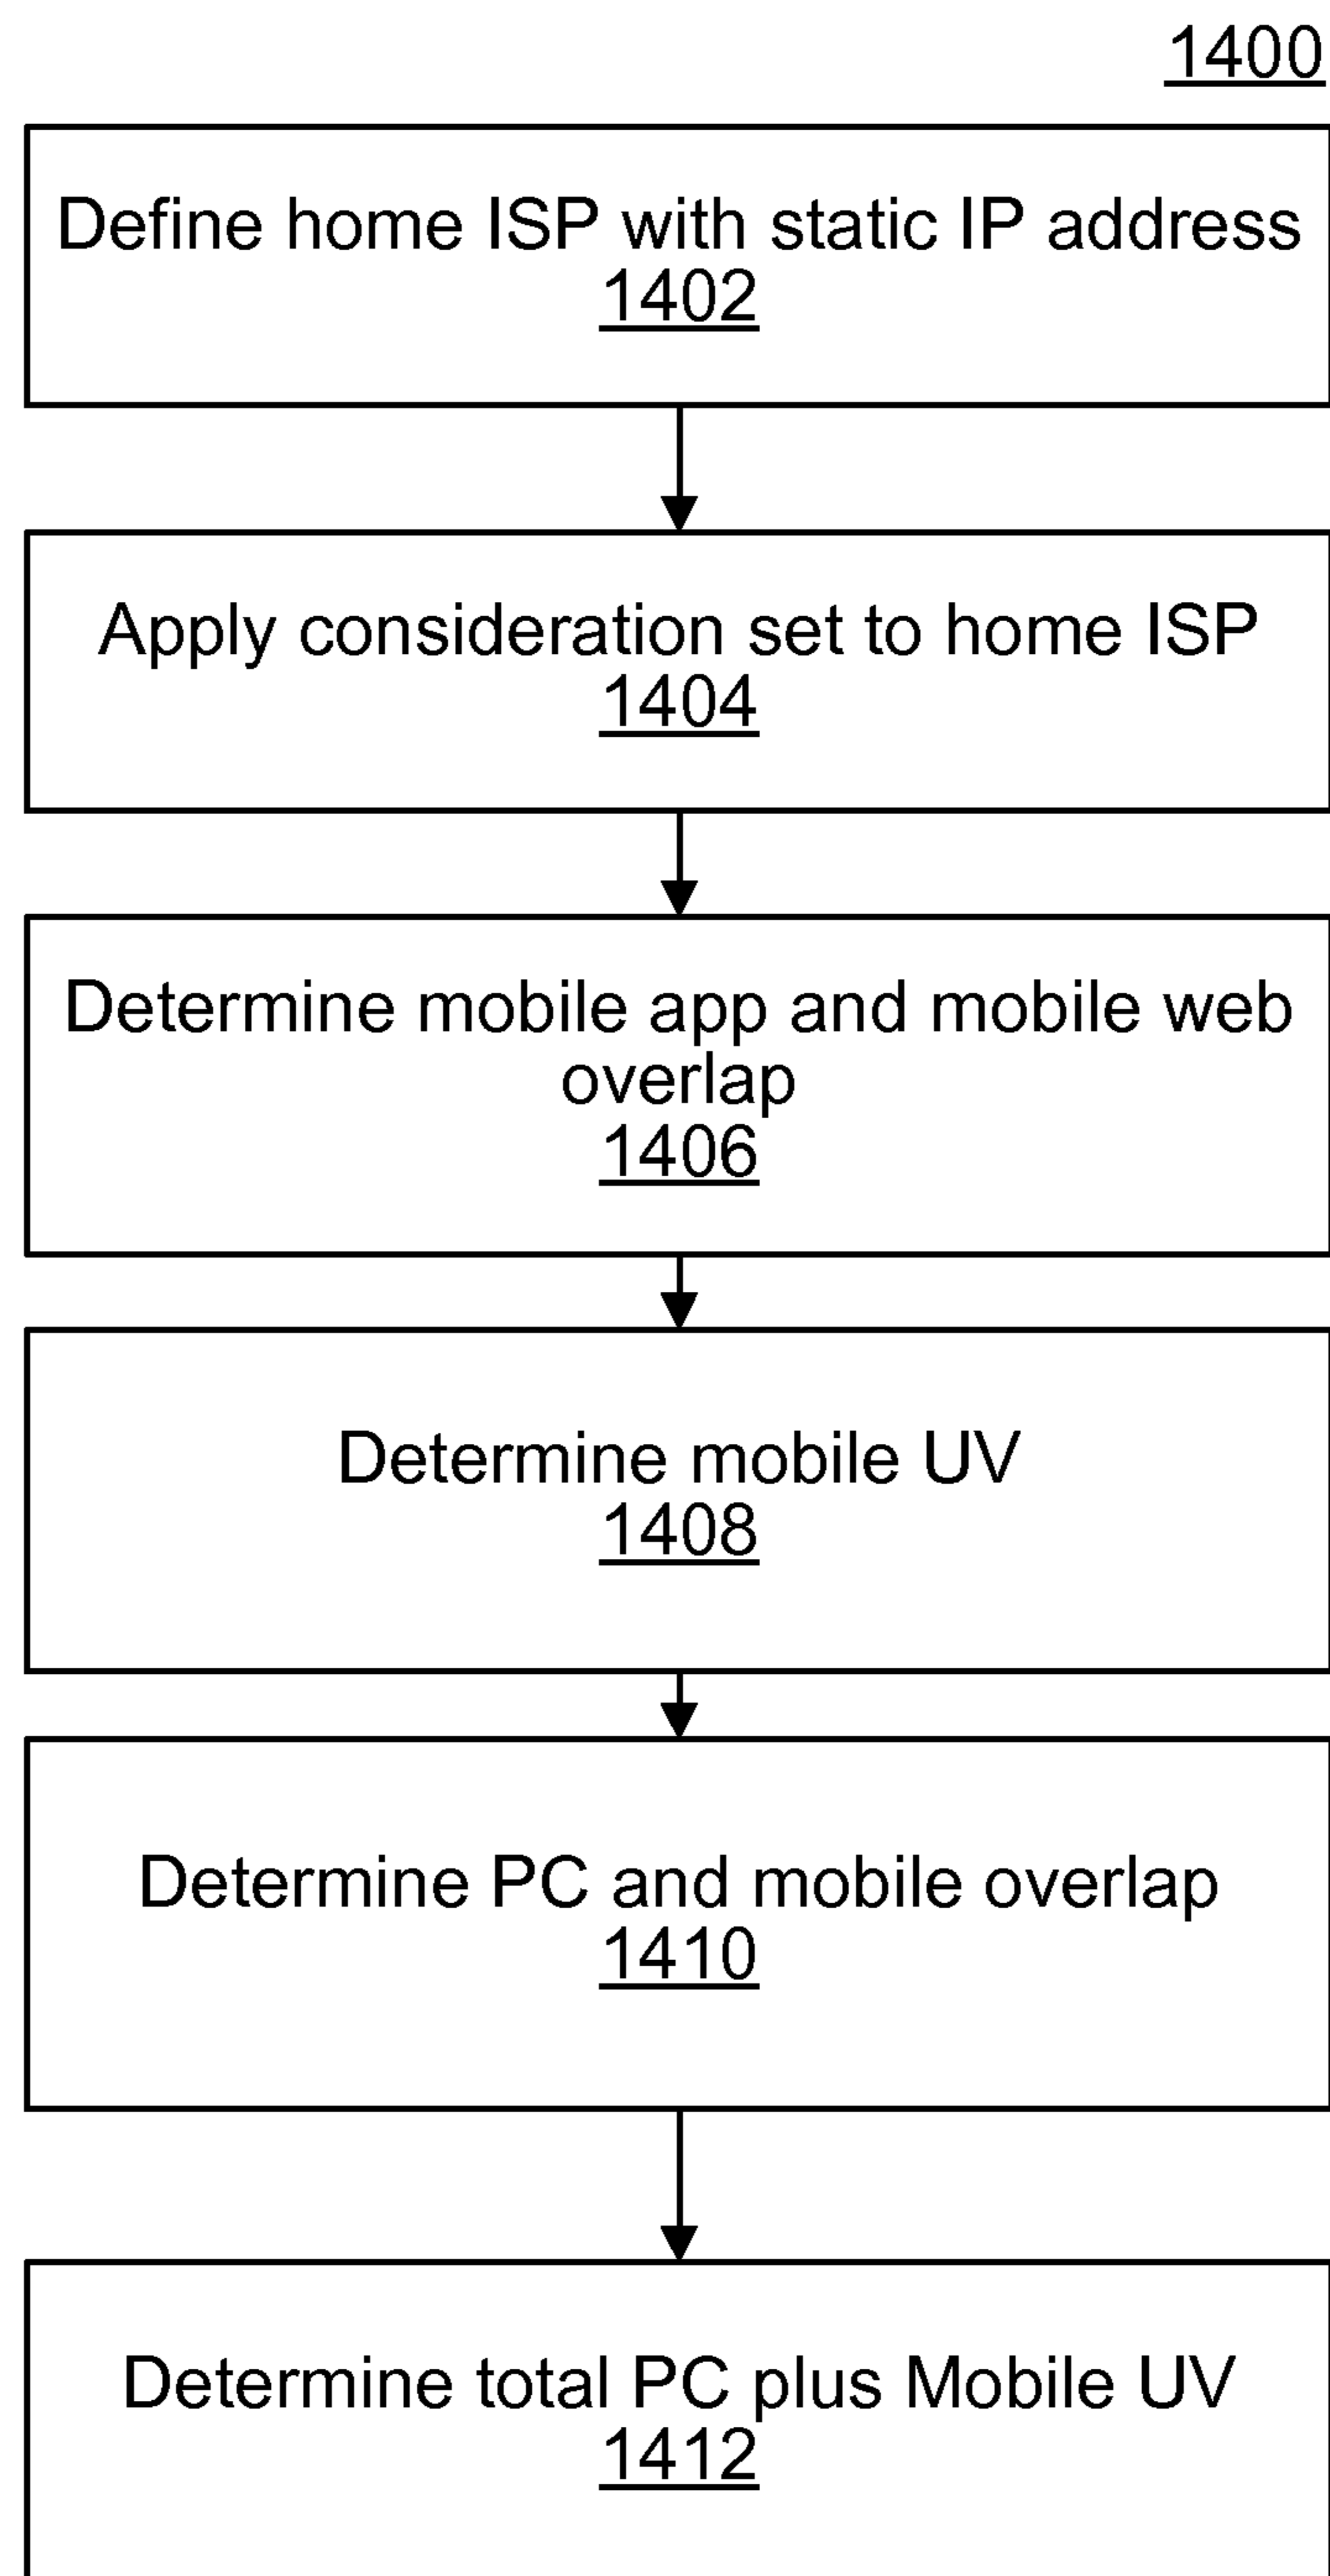 1400
Define home ISP with static IP address
1402
Apply consideration set to home ISP
1404
Determine mobile app and mobile web
overlap
1406
Determine mobile UV
1408
Determine PC and mobile overlap
1410
Determine total PC plus Mobile UV
1412